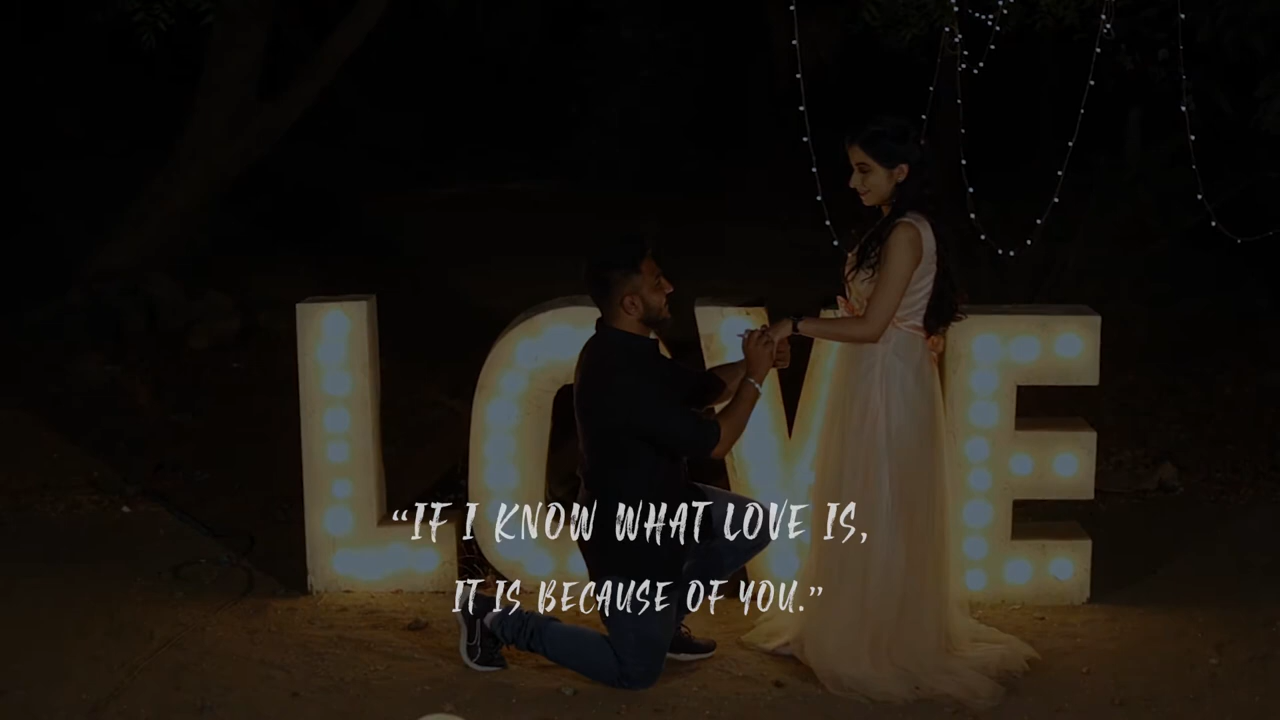 LOVE
“IF I KNOW WHAT LOVE IS,
IT IS BECAUSE OF YOU.”